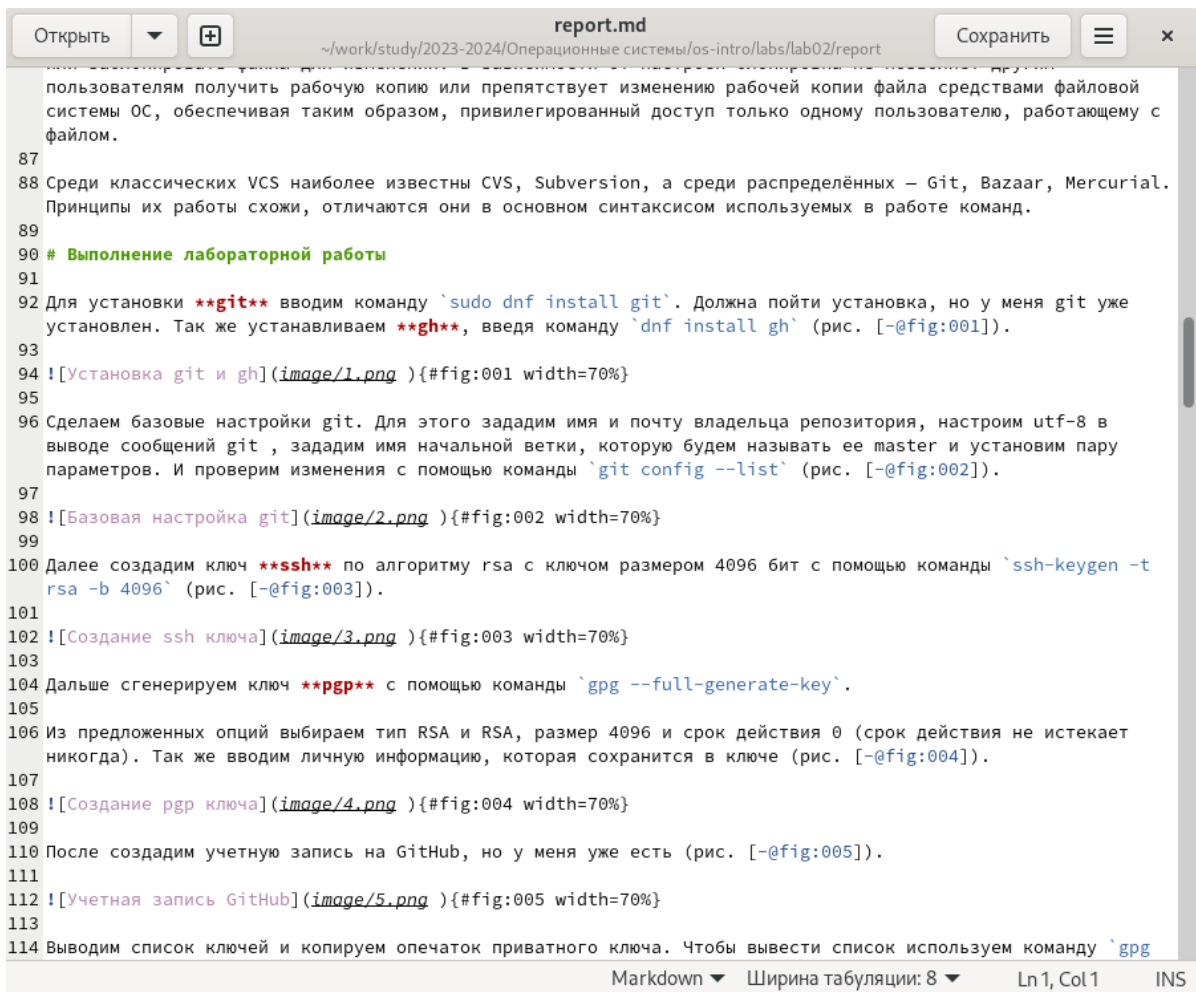 Открыть
report.md
~/work/study/2023-2024/Операционные системы/os-intro/labs/lab02/report
Сохранить
пользователям получить рабочую копию или препятствует изменению рабочей копии файла средствами файловой
системы ОС, обеспечивая таким образом, привилегированный доступ только одному пользователю, работающему с
файлом.
87
88 Среди классических VCS наиболее известны CVS, Subversion, а среди распределённых — Git, Bazaar, Mercurial.
Принципы их работы схожи, отличаются они в основном синтаксисом используемых в работе команд.
89
90 # Выполнение лабораторной работы
91
92 Для установки **git** вводим команду `sudo dnf install git`. Должна пойти установка, но у меня git уже
установлен. Так же устанавливаем **gh**, введя команду `dnf install gh` (рис. [-@fig:001]).
93
94 ![Установка git и gh](image/1.png ){#fig:001 width=70%}
95
96 Сделаем базовые настройки git. Для этого зададим имя и почту владельца репозитория, настроим utf-8 в
выводе сообщений git , зададим имя начальной ветки, которую будем называть ее master и установим пару
параметров. И проверим изменения с помощью команды `git config --list` (рис. [-@fig:002]).
97
98 ![Базовая настройка git](image/2.png ){#fig:002 width=70%}
99
100 Далее создадим ключ **ssh** по алгоритму rsa с ключом размером 4096 бит с помощью команды `ssh-keygen -t
rsa -b 4096` (рис. [-@fig:003]).
101
102 ![Создание ssh ключа](image/3.png ){#fig:003 width=70%}
103
104 Дальше сгенерируем ключ **pgp** с помощью команды `gpg --full-generate-key`.
105
106 Из предложенных опций выбираем тип RSA и RSA, размер 4096 и срок действия 0 (срок действия не истекает
никогда). Так же вводим личную информацию, которая сохранится в ключе (рис. [-@fig:004]).
107
108 ![Создание pgp ключа](image/4.png ){#fig:004 width=70%}
109
110 После создадим учетную запись на GitHub, но у меня уже есть (рис. [-@fig:005]).
111
112 ![Учетная запись GitHub](image/5.png ){#fig:005 width=70%}
113
114 Выводим список ключей и копируем опечаток приватного ключа. Чтобы вывести список используем команду `gpg
Markdown Ширина табуляции: 8 Ln 1, Col 1 INS